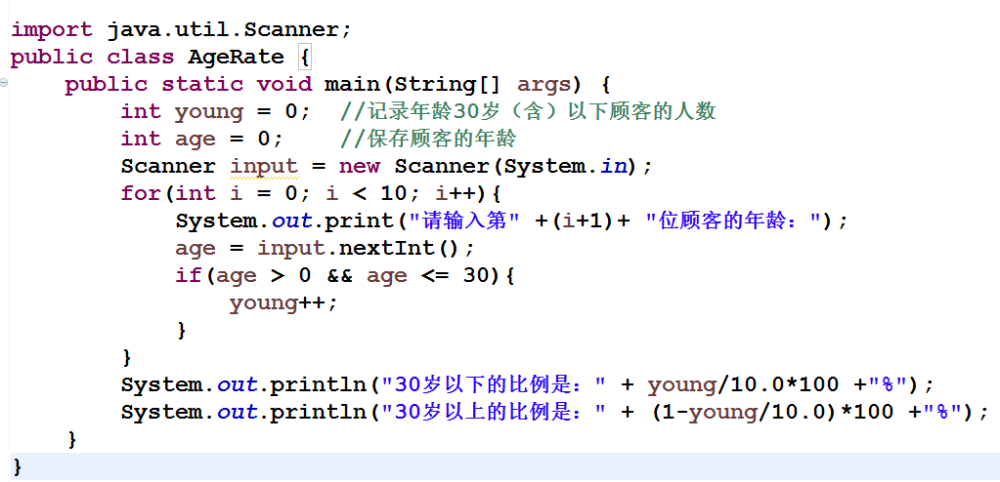 import java.util.Scanner;
public class AgeRate {
    public static void main(String[] args) {
        int young = 0;  //记录年龄30岁（含）以下顾客的人数
        int age = 0;    //保存顾客的年龄
        Scanner input = new Scanner(System.in);
        for(int i = 0; i < 10; i++){
            System.out.print("请输入第" +(i+1)+ "位顾客的年龄：");
            age = input.nextInt();
            if(age > 0 && age <= 30){
                young++;
            }
        }
        System.out.println("30岁以下的比例是：" + young/10.0*100 +"%");
        System.out.println("30岁以上的比例是：" + (1-young/10.0)*100 +"%");
    }
}